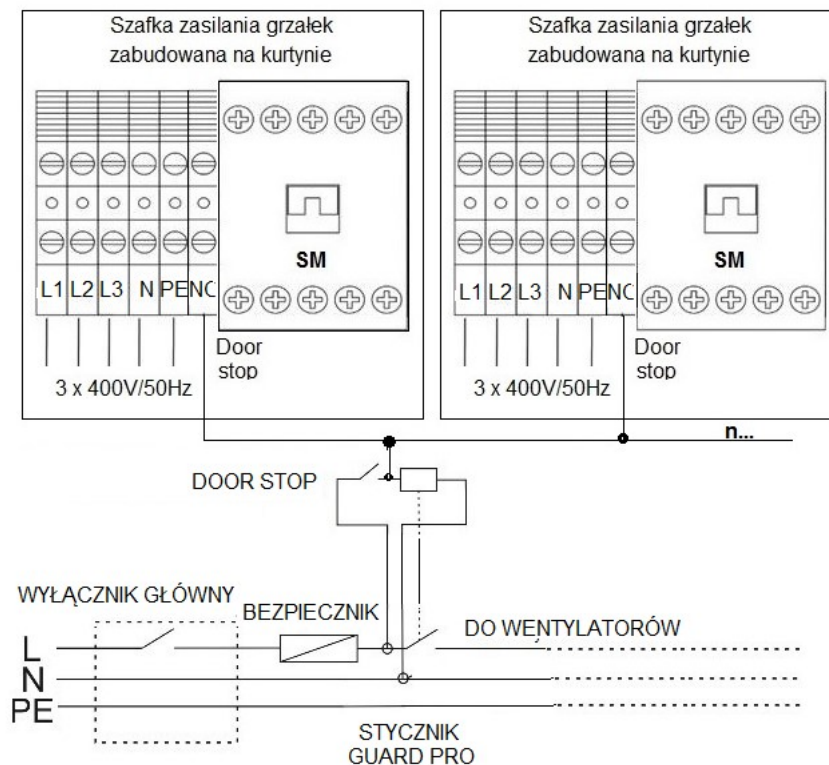 Szafka zasilania grzałek
zabudowana na kurtynie
SM
L1 L2 L3 N PE NO
Door
stop
3 x 400V/50Hz
Szafka zasilania grzałek
zabudowana na kurtynie
SM
L1 L2 L3 N PE NO
Door
stop
3 x 400V/50Hz
n...
DOOR STOP
WYŁĄCZNIK GŁÓWNY
BEZPIECZNIK
DO WENTYLATORÓW
L
N
PE
STYCZNIK
GUARD PRO